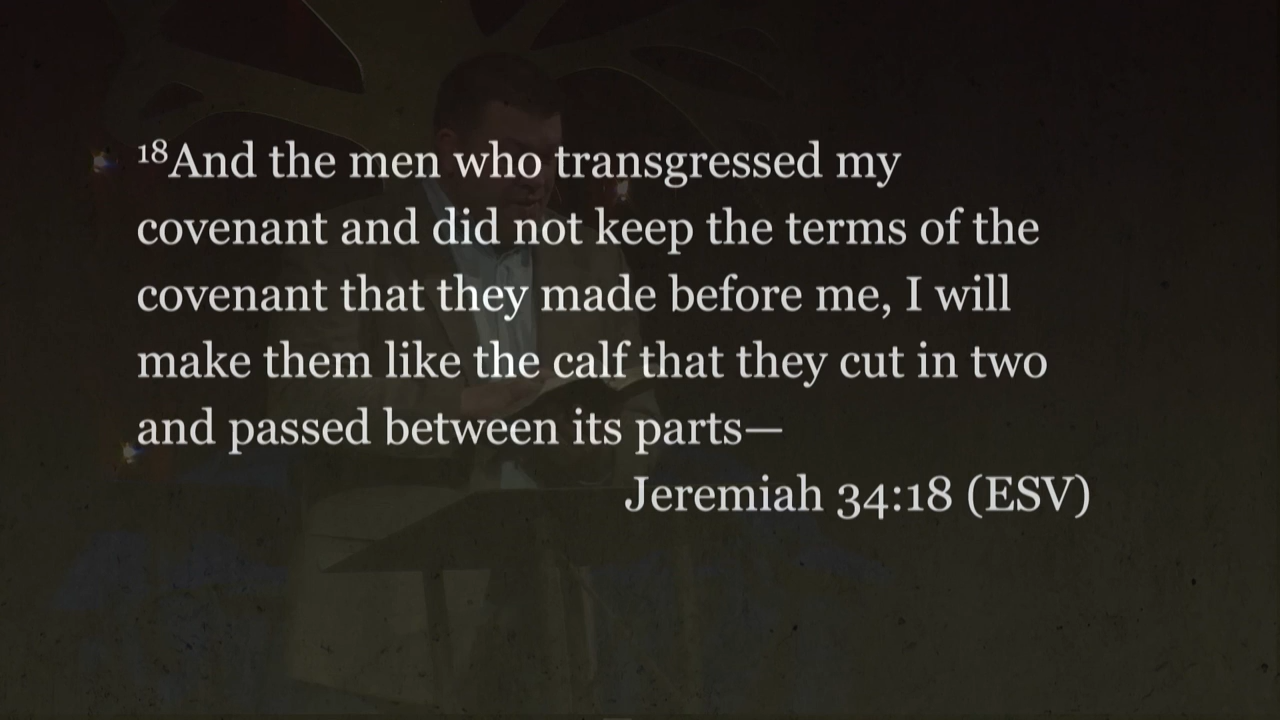 ¹⁸And the men who transgressed my
covenant and did not keep the terms of the
covenant that they made before me, I will
make them like the calf that they cut in two
and passed between its parts—
Jeremiah 34:18 (ESV)